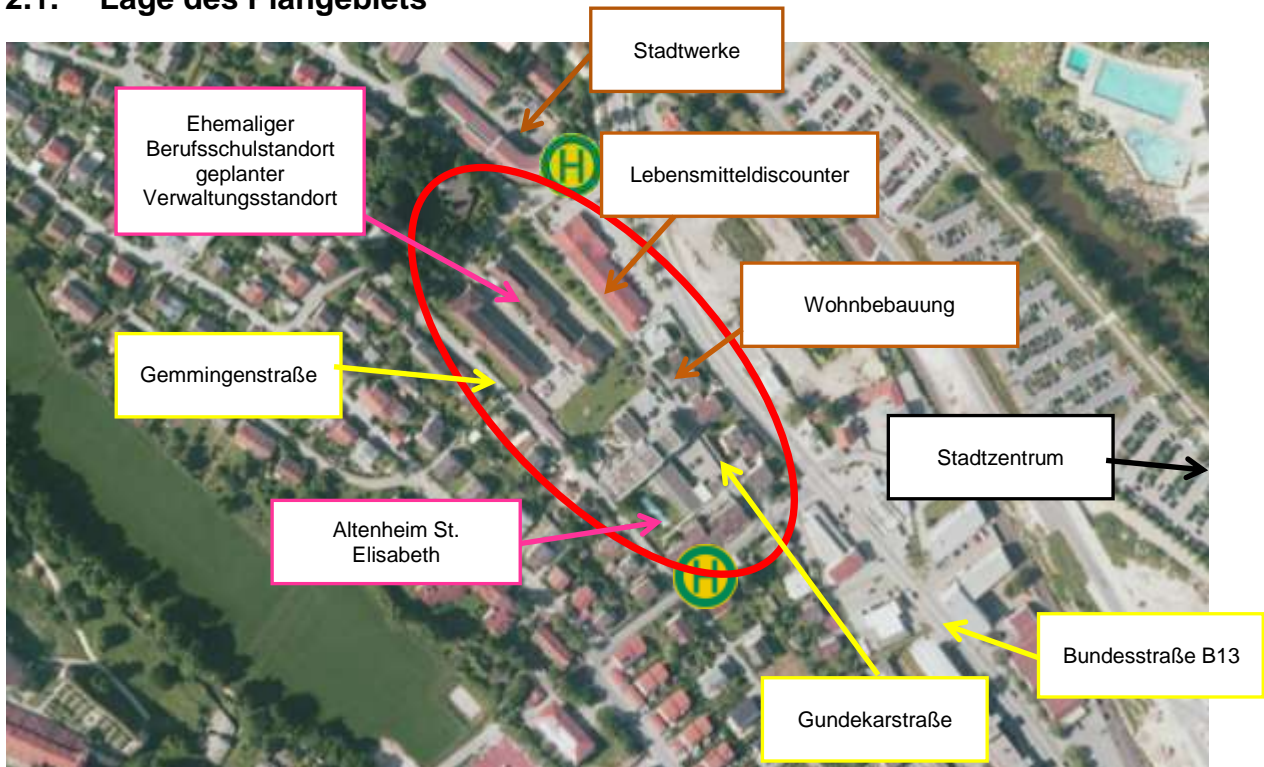 2.1. Lage des Plangebiets
Stadtwerke
Ehemaliger
Berufsschulstandort
geplanter
Verwaltungsstandort
H
Lebensmitteldiscounter
Wohnbebauung
Gemmingenstraße
Stadtzentrum
Altenheim St.
Elisabeth
H
Bundesstraße B13
Gundekarstraße